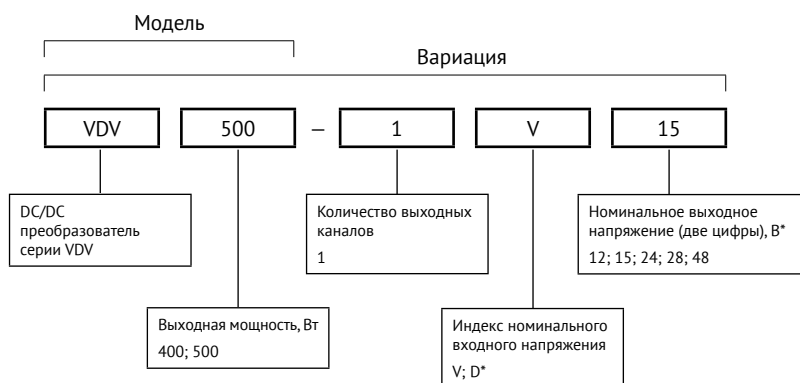 Модель
Вариация
VDV 500 – 1 V 15
DC/DC
преобразователь
серии VDV
Количество выходных
каналов
1
Номинальное выходное
напряжение (две цифры), В*
12; 15; 24; 28; 48
Выходная мощность, Вт
400; 500
Индекс номинального
входного напряжения
V; D*